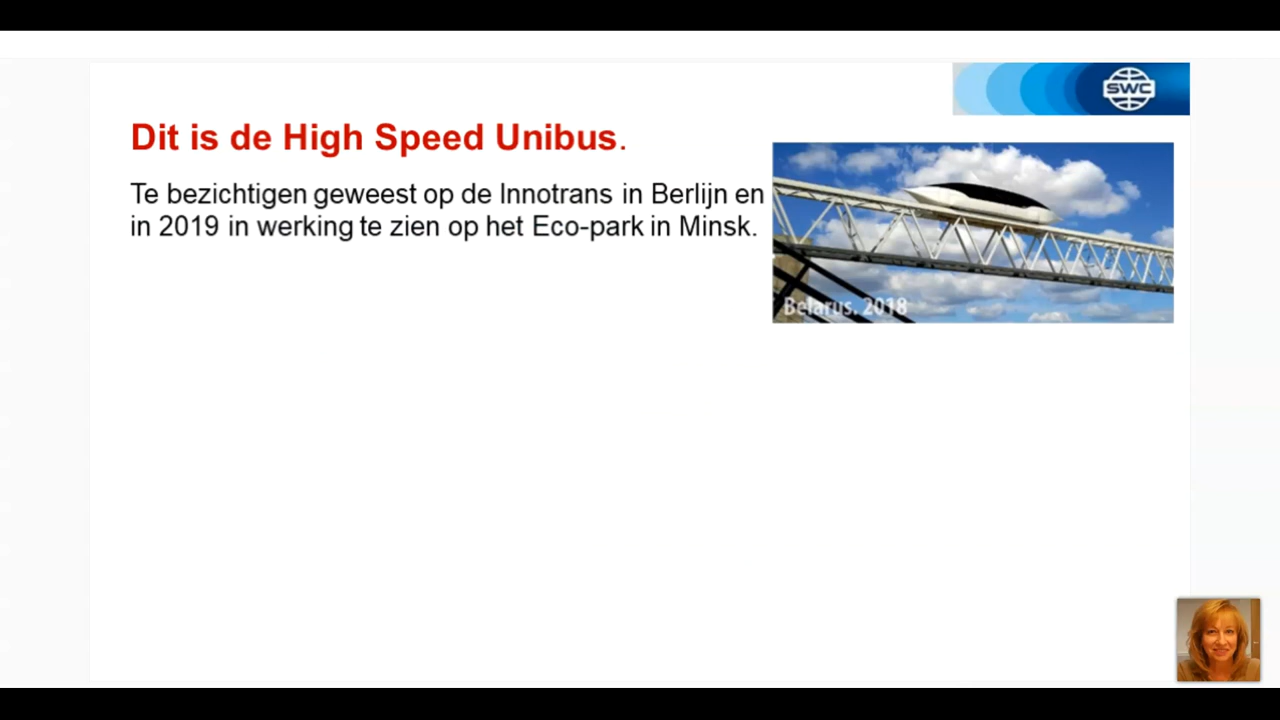 SWC
Dit is de High Speed Unibus.
Te bezichtigen geweest op de Innotrans in Berlijn en
in 2019 in werking te zien op het Eco-park in Minsk.
Belarus. 2018